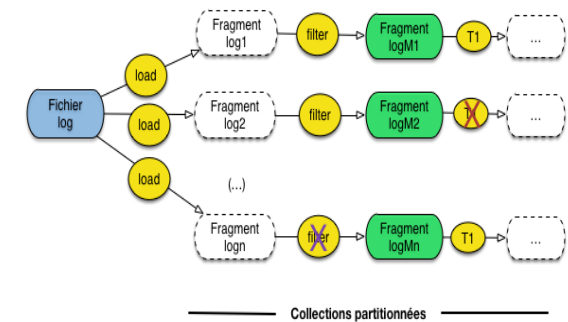 Fragment
log1
filter
Fragment
logM1
T1
...
load
Fichier
log
load
Fragment
log2
filter
Fragment
logM2
...
load
(...)
Fragment
logn
filter
Fragment
logMn
T1
...
Collections partitionnées